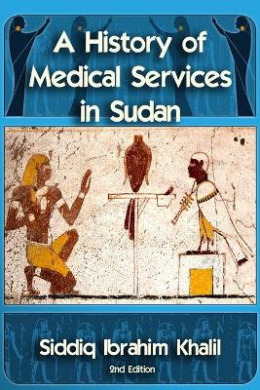 A History of
Medical Services
in Sudan
Siddiq Ibrahim Khalil
2nd Edition